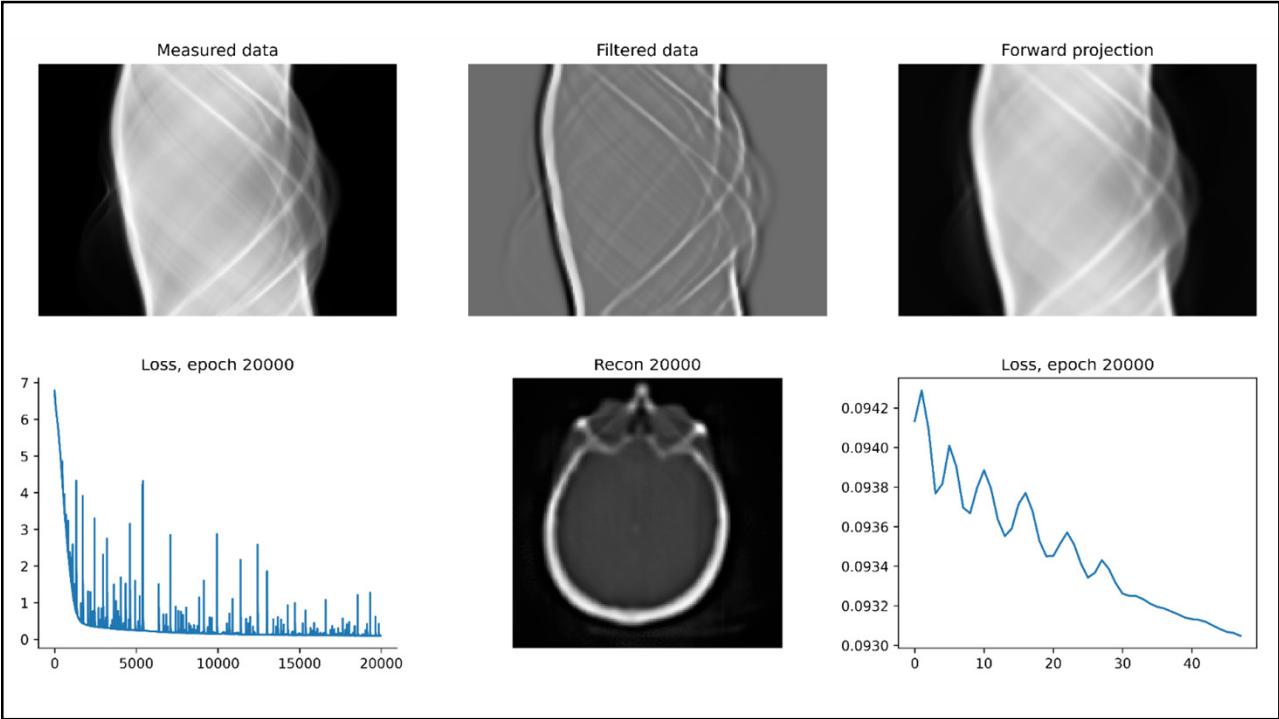 Measured data
Filtered data
Forward projection
Loss, epoch 20000
7
6
5
4
3
2
1
0
0 5000 10000 15000 20000
Recon 20000
Loss, epoch 20000
0.0942
0.0940
0.0938
0.0936
0.0934
0.0932
0.0930
0 10 20 30 40